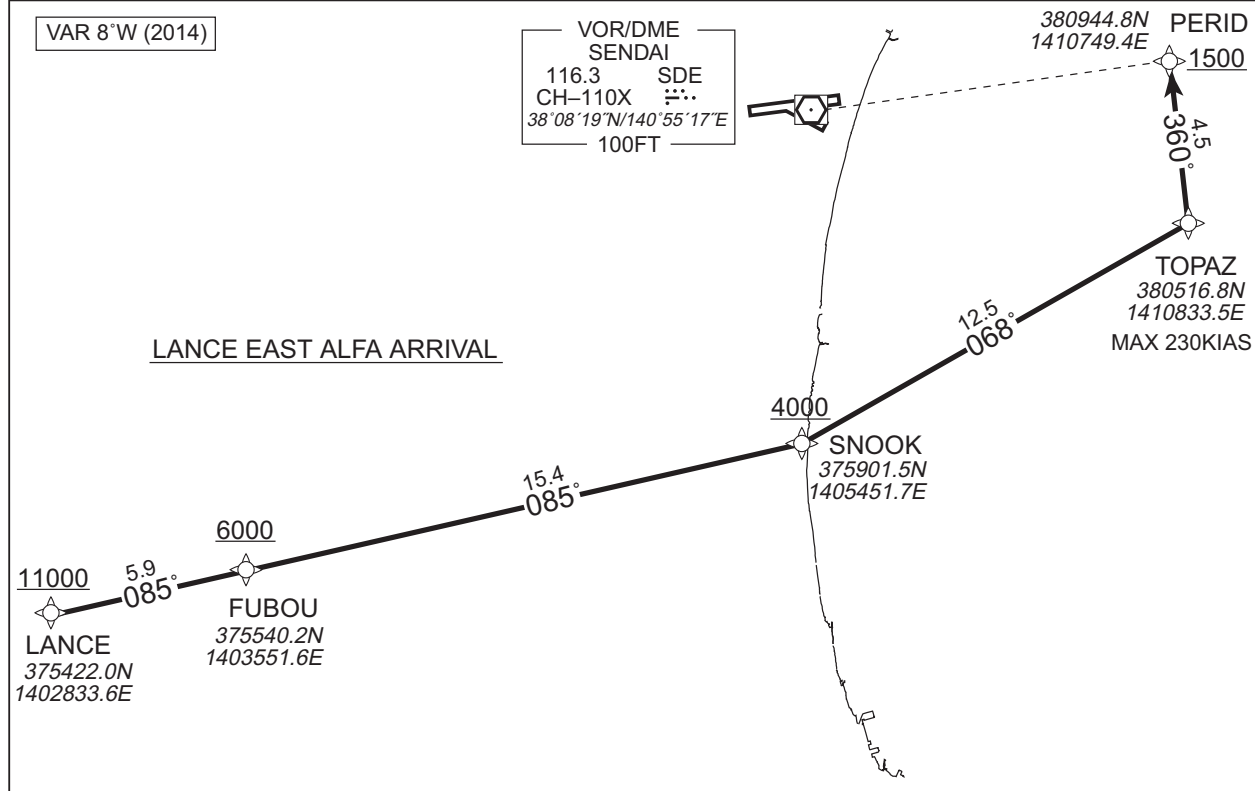 VAR 8°W (2014)
VOR/DME
SENDAI
116.3 SDE
CH–110X
38°08´19˝N/140°55´17˝E
100FT
380944.8N
1410749.4E
PERID
1500
4.5
360°
TOPAZ
380516.8N
1410833.5E
MAX 230KIAS
12.5
068°
LANCE EAST ALFA ARRIVAL
4000
SNOOK
375901.5N
1405451.7E
15.4
085°
6000
FUBOU
375540.2N
1403551.6E
5.9
085°
11000
LANCE
375422.0N
1402833.6E